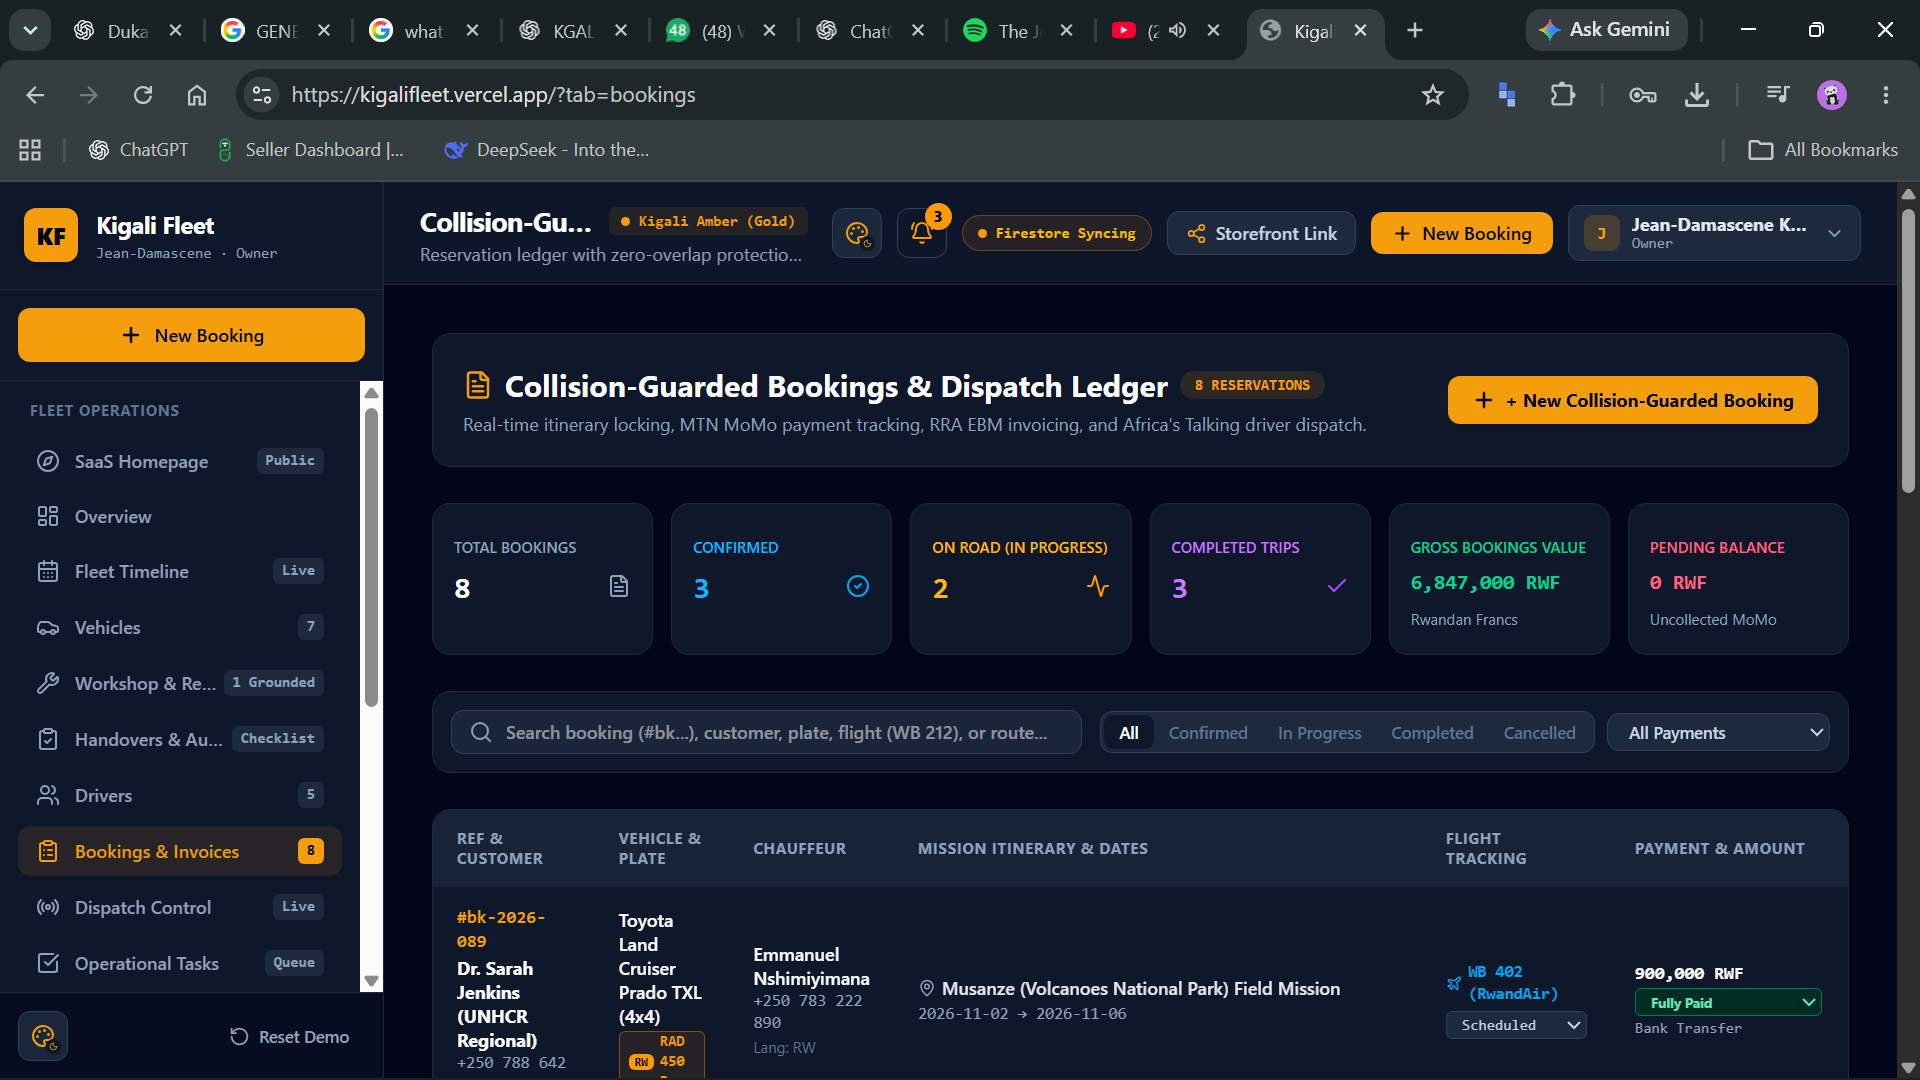 Duka
GENE
what
KGAL
48
(48) W
ChatG
The J
(2
Kigal
Ask Gemini
https://kigalifleet.vercel.app/?tab=bookings
ChatGPT
Seller Dashboard |...
DeepSeek - Into the...
All Bookmarks
KF
Kigali Fleet
Jean-Damascene · Owner
New Booking
FLEET OPERATIONS
SaaS Homepage
Public
Overview
Fleet Timeline
Live
Vehicles
7
Workshop & Re...
1 Grounded
Handovers & Au...
Checklist
Drivers
5
Bookings & Invoices
8
Dispatch Control
Live
Operational Tasks
Queue
Reset Demo
Collision-Gu...
Kigali Amber (Gold)
Reservation ledger with zero-overlap protectio...
3
Firestore Syncing
Storefront Link
New Booking
J
Jean-Damascene K...
Owner
Collision-Guarded Bookings & Dispatch Ledger
8 RESERVATIONS
Real-time itinerary locking, MTN MoMo payment tracking, RRA EBM invoicing, and Africa's Talking driver dispatch.
+ New Collision-Guarded Booking
TOTAL BOOKINGS
8
CONFIRMED
3
ON ROAD (IN PROGRESS)
2
COMPLETED TRIPS
3
GROSS BOOKINGS VALUE
6,847,000 RWF
Rwandan Francs
PENDING BALANCE
0 RWF
Uncollected MoMo
Search booking (#bk...), customer, plate, flight (WB 212), or route...
All
Confirmed
In Progress
Completed
Cancelled
All Payments
REF &
CUSTOMER
VEHICLE &
PLATE
CHAUFFEUR
MISSION ITINERARY & DATES
FLIGHT
TRACKING
PAYMENT & AMOUNT
#bk-2026-
089
Dr. Sarah
Jenkins
(UNHCR
Regional)
+250 788 642
Toyota
Land
Cruiser
Prado TXL
(4x4)
RW
RAD
450
Emmanuel
Nshimiyimana
+250 783 222
890
Lang: RW
Musanze (Volcanoes National Park) Field Mission
2026-11-02 → 2026-11-06
WB 402
(RwandAir)
Scheduled
900,000 RWF
Fully Paid
Bank Transfer